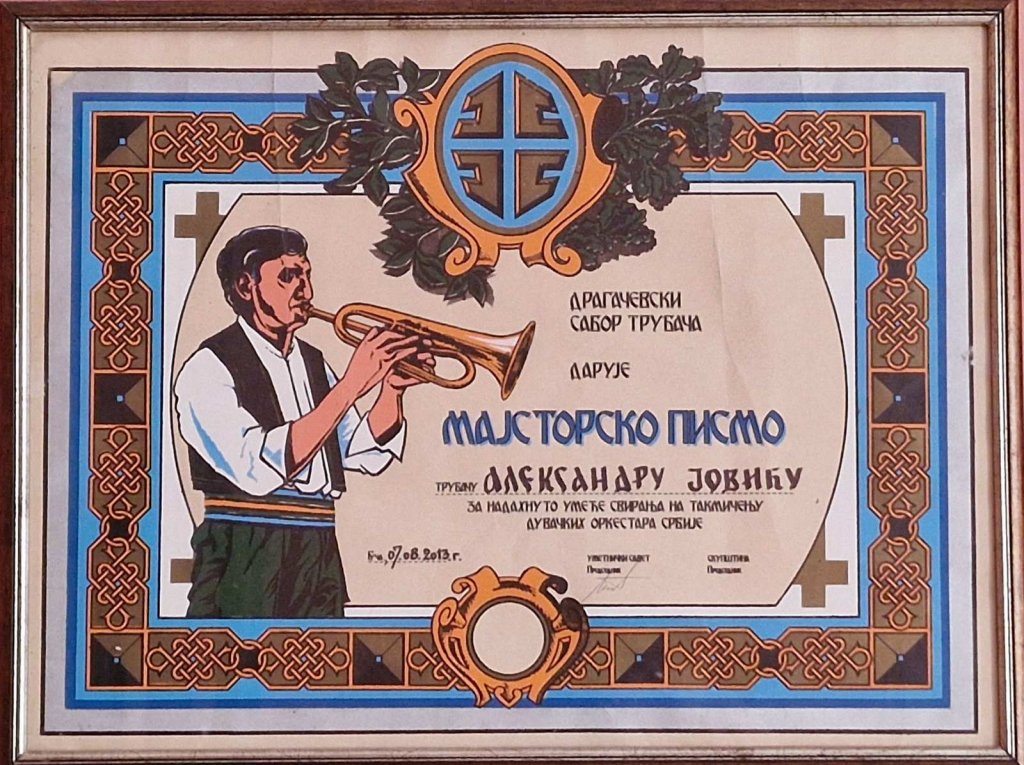 ДРАГАЧЕВСКИ
САБОР ТРУБАЧА
ДАРУЈЕ
МАЈСТОРСКО ПИСМО
ТРУБАЧУ АЛЕКСАНДРУ ЈОВИЋУ
ЗА НАДАХНУТО УМЕЋЕ СВИРАЊА НА ТАКМИЧЕЊУ
ДУВАЧКИХ ОРКЕСТАРА СРБИЈЕ
07.08.2013. г.
УМЕТНИЧКИ САВЕТ
Председник
СКУПШТИНА
Председник